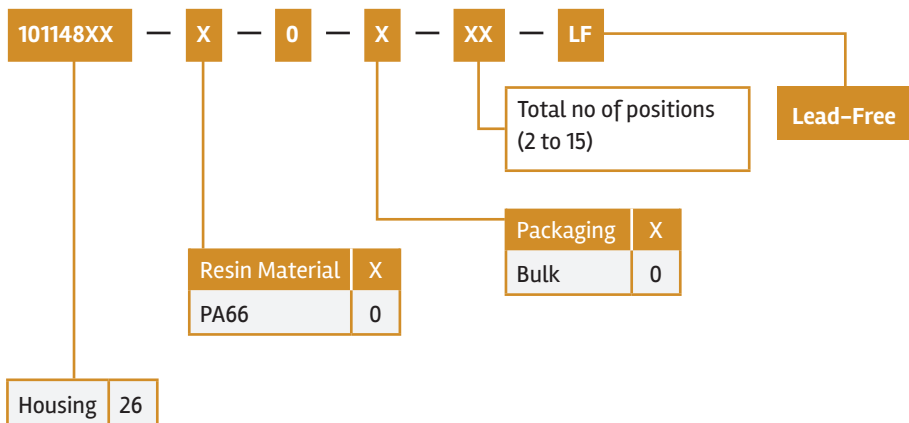 101148XX — X — 0 — X — XX — LF
Total no of positions
(2 to 15)
Lead-Free
Packaging X
Bulk 0
Resin Material X
PA66 0
Housing 26